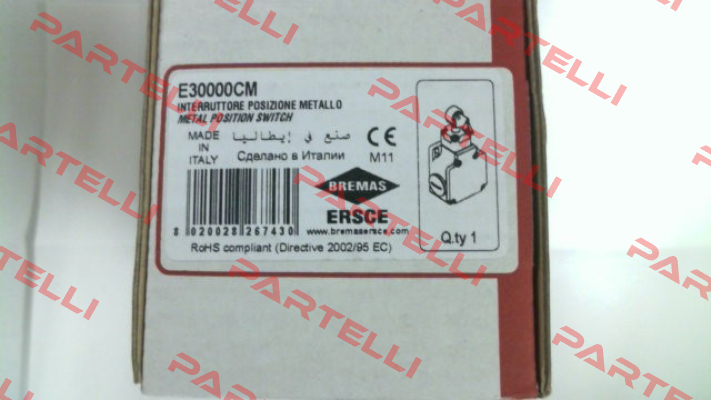 E30000CM
INTERRUTTORE POSIZIONE METALLO
METAL POSITION SWITCH
MADE IN ITALY
صنع في إيطاليا
Сделано в Италии
CE
M11
BREMAS
ERSCE
www.bremasersce.com
8 020028 267430
RoHS compliant (Directive 2002/95 EC)
Q.ty 1
PARTELLI
PARTELLI
PARTELLI
PARTELLI
PARTELLI
PARTELLI